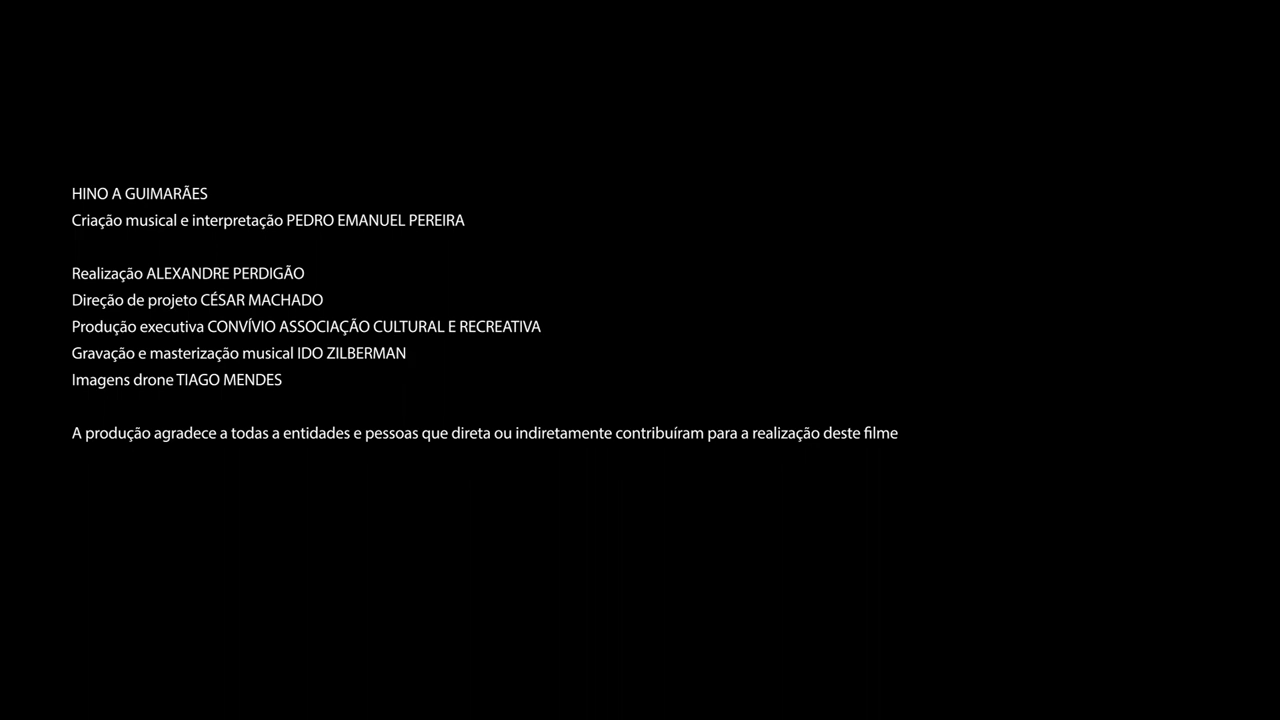 HINO A GUIMARÃES
Criação musical e interpretação PEDRO EMANUEL PEREIRA
Realização ALEXANDRE PERDIGÃO
Direção de projeto CÉSAR MACHADO
Produção executiva CONVÍVIO ASSOCIAÇÃO CULTURAL E RECREATIVA
Gravação e masterização musical IDO ZILBERMAN
Imagens drone TIAGO MENDES
A produção agradece a todas a entidades e pessoas que direta ou indiretamente contribuíram para a realização deste filme